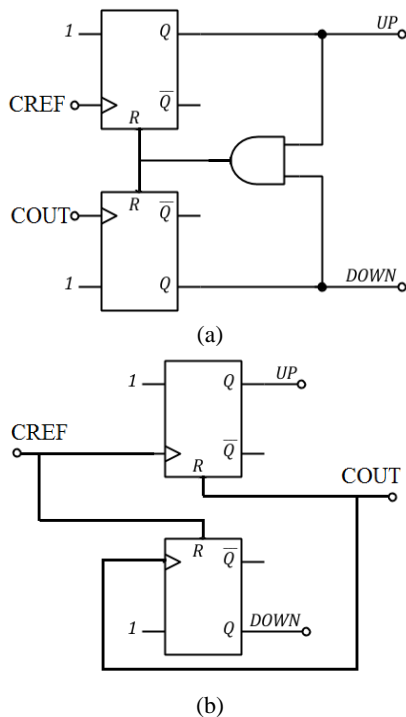 1 Q UP
CREF Q
R
R
COUT Q
1 Q DOWN
(a)
1 Q UP
CREF
R Q
COUT
R Q
1 Q DOWN
(b)